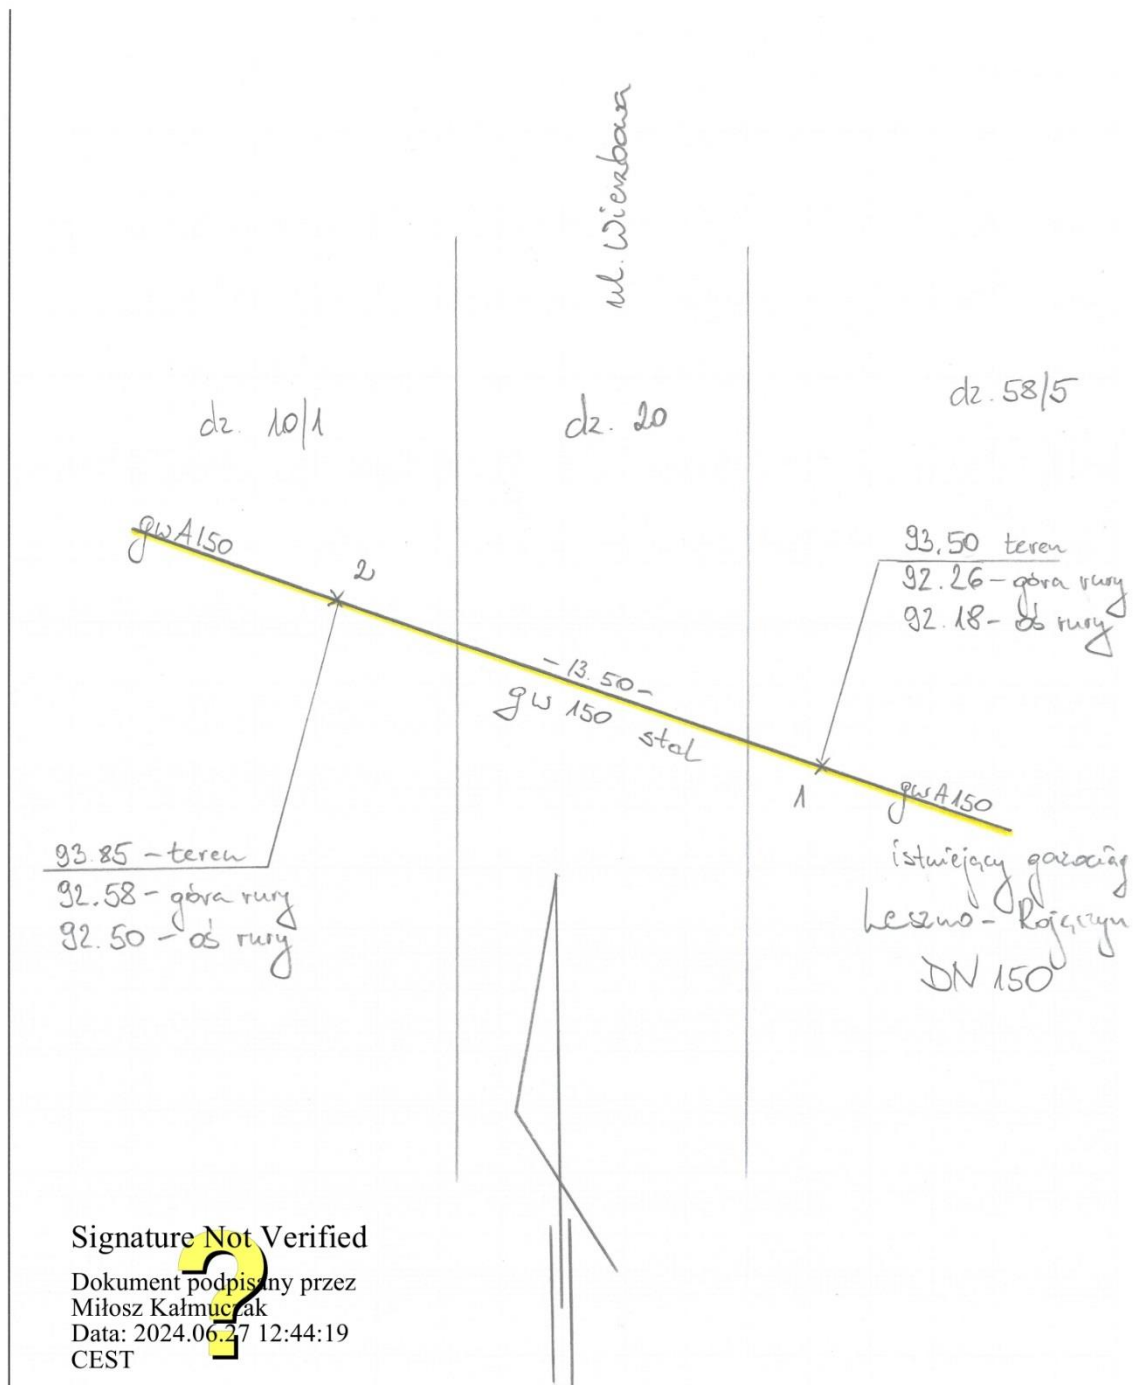 ul. Wierzbowa
dz. 10/1
dz. 20
dz. 58/5
gwA150
2
93.50 teren
92.26 - góra rury
92.18 - oś rury
- 13.50 -
gw 150 stal
1
gwA150
istniejący gazociąg
Leszno - Rojęczyn
DN 150
93.85 - teren
92.58 - góra rury
92.50 - oś rury
Signature Not Verified
Dokument podpisany przez
Miłosz Kałmuczak
Data: 2024.06.27 12:44:19
CEST